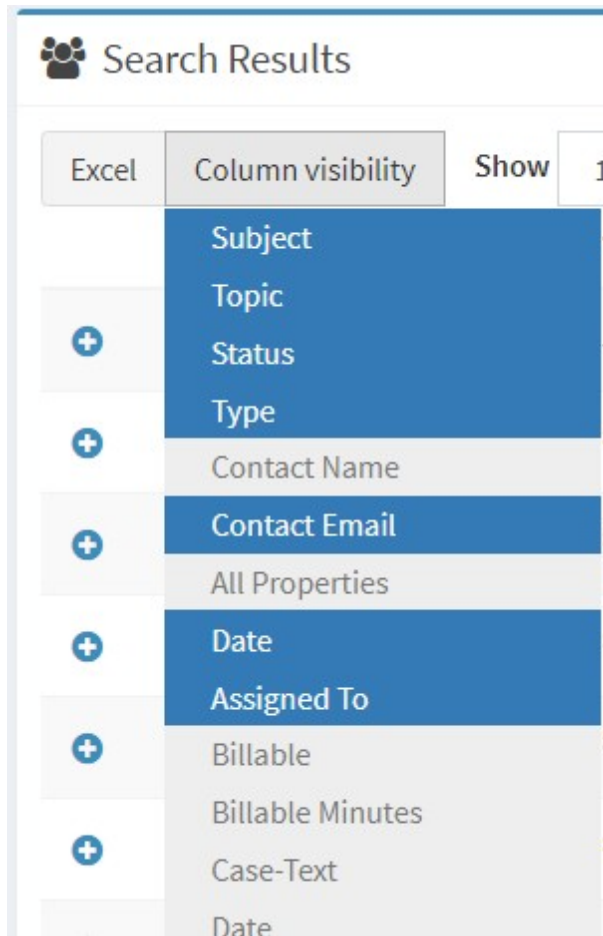 Search Results
Excel Column visibility Show 1
Subject
Topic
Status
Type
Contact Name
Contact Email
All Properties
Date
Assigned To
Billable
Billable Minutes
Case-Text
Date